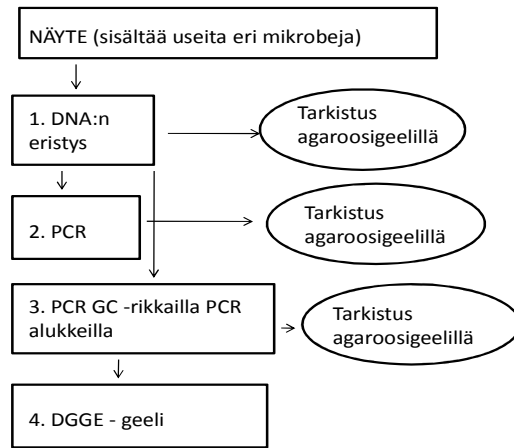 NÄYTE (sisältää useita eri mikrobeja)
1. DNA:n
eristys
Tarkistus
agaroosigeelillä
2. PCR
Tarkistus
agaroosigeelillä
3. PCR GC -rikkailla PCR
alukkeilla
Tarkistus
agaroosigeelillä
4. DGGE - geeli